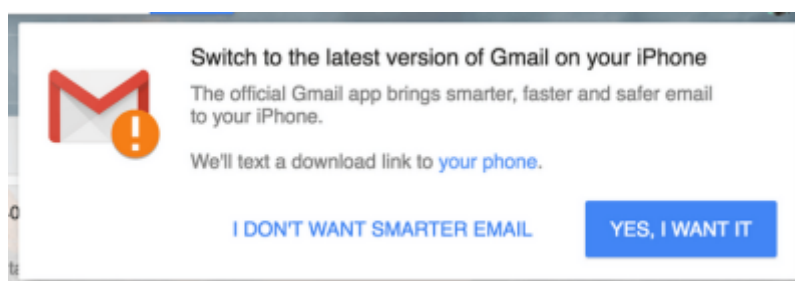 Switch to the latest version of Gmail on your iPhone
The official Gmail app brings smarter, faster and safer email
to your iPhone.
We'll text a download link to your phone.
I DON'T WANT SMARTER EMAIL
YES, I WANT IT